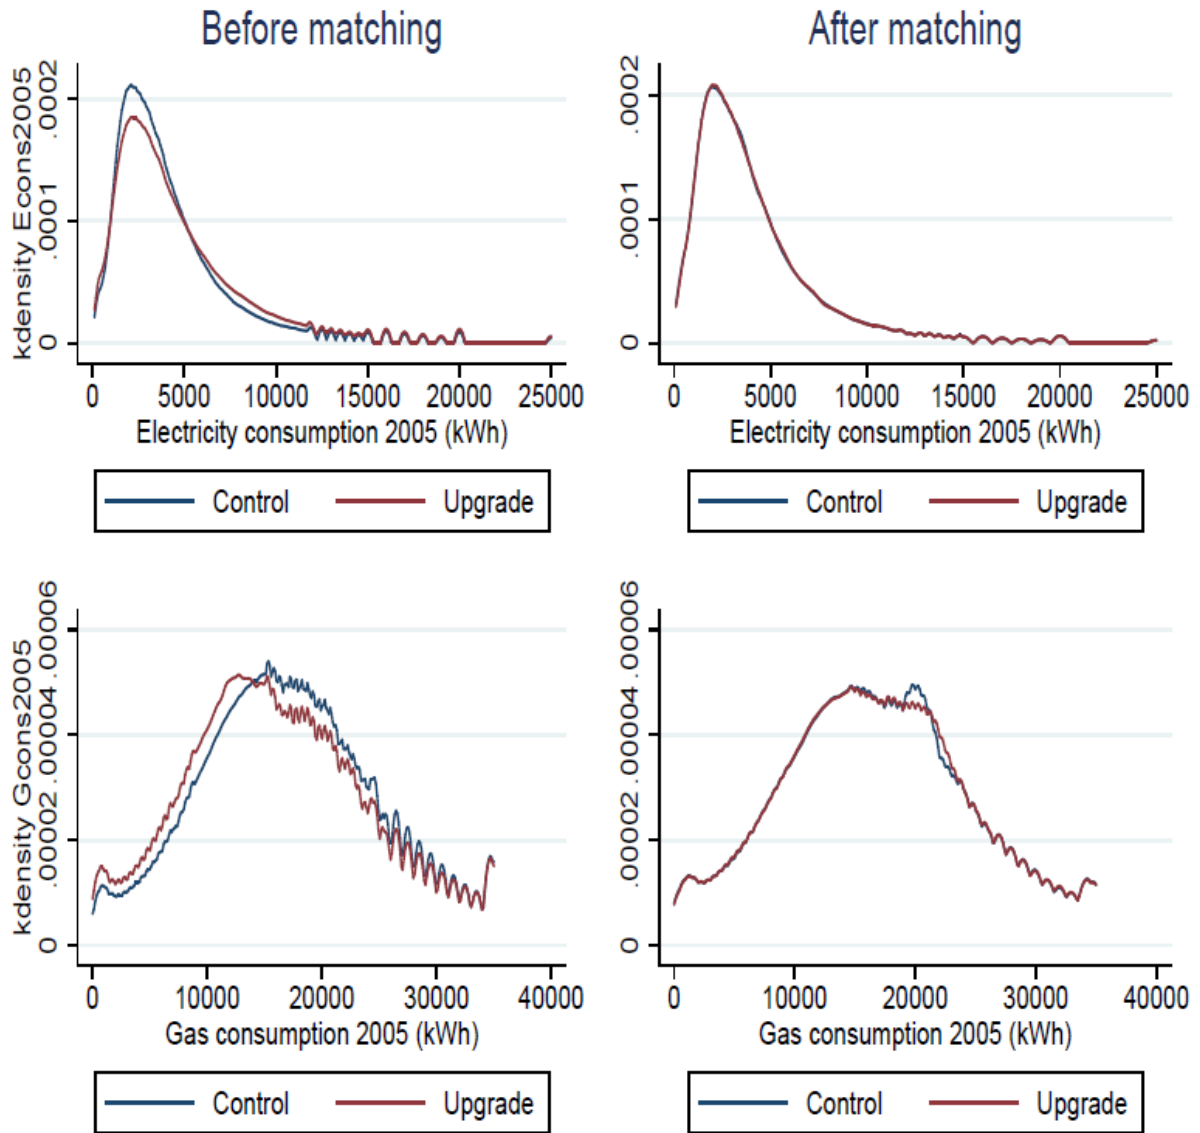 Before matching
After matching
kdensity Econs2005
0 .0001 .0002
0 5000 10000 15000 20000 25000
Electricity consumption 2005 (kWh)
Control Upgrade
0 .0001 .0002
0 5000 10000 15000 20000 25000
Electricity consumption 2005 (kWh)
Control Upgrade
kdensity Gcons2005
0 .00002 .00004 .00006
0 10000 20000 30000 40000
Gas consumption 2005 (kWh)
Control Upgrade
0 .00002 .00004 .00006
0 10000 20000 30000 40000
Gas consumption 2005 (kWh)
Control Upgrade